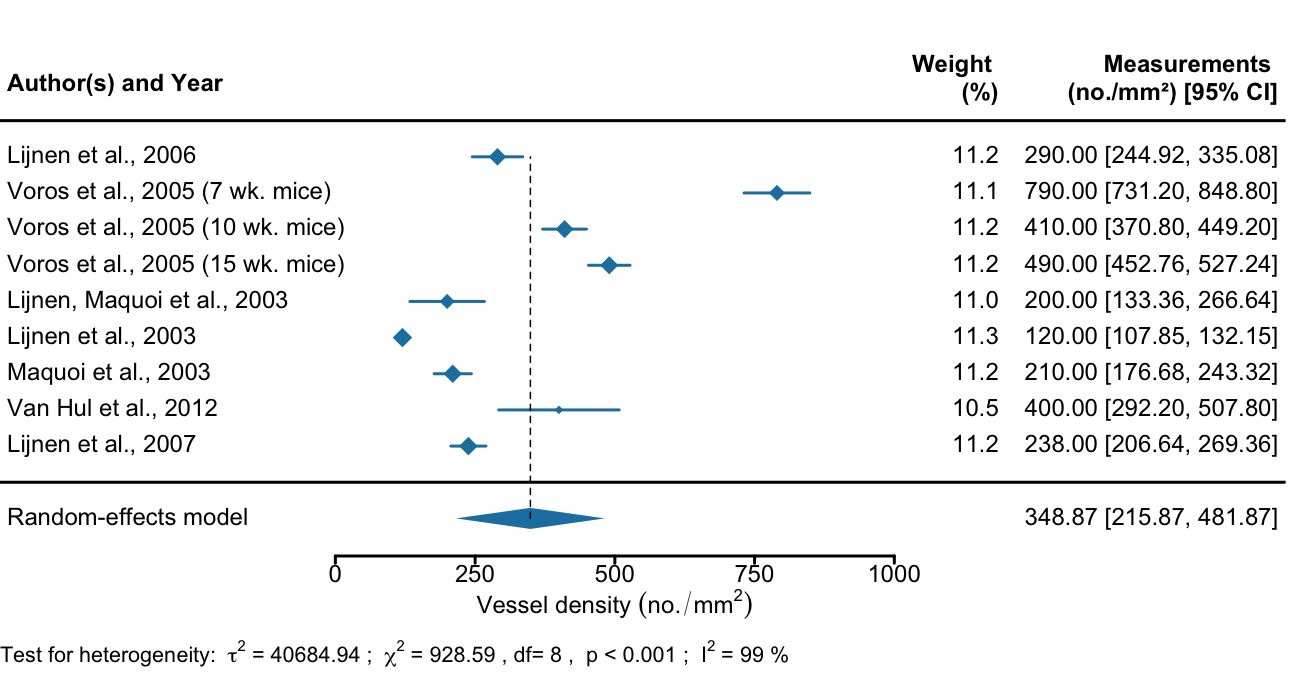 Author(s) and Year Weight (%) Measurements (no./mm²) [95% CI]
Lijnen et al., 2006 11.2 290.00 [244.92, 335.08]
Voros et al., 2005 (7 wk. mice) 11.1 790.00 [731.20, 848.80]
Voros et al., 2005 (10 wk. mice) 11.2 410.00 [370.80, 449.20]
Voros et al., 2005 (15 wk. mice) 11.2 490.00 [452.76, 527.24]
Lijnen, Maquoi et al., 2003 11.0 200.00 [133.36, 266.64]
Lijnen et al., 2003 11.3 120.00 [107.85, 132.15]
Maquoi et al., 2003 11.2 210.00 [176.68, 243.32]
Van Hul et al., 2012 10.5 400.00 [292.20, 507.80]
Lijnen et al., 2007 11.2 238.00 [206.64, 269.36]
Random-effects model 348.87 [215.87, 481.87]
0 250 500 750 1000
Vessel density (no./mm²)
Test for heterogeneity: τ² = 40684.94 ; χ² = 928.59 , df= 8 , p < 0.001 ; I² = 99 %